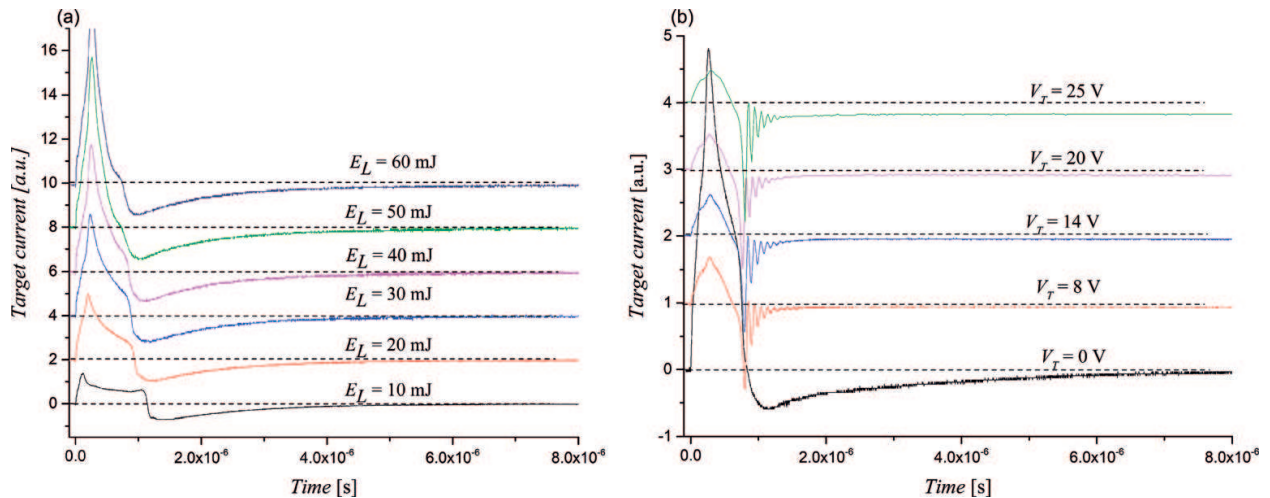 (a)
16
14
12
10
8
6
4
2
0
Target current [a.u.]
E_L = 60 mJ
E_L = 50 mJ
E_L = 40 mJ
E_L = 30 mJ
E_L = 20 mJ
E_L = 10 mJ
0.0 2.0x10⁻⁶ 4.0x10⁻⁶ 6.0x10⁻⁶ 8.0x10⁻⁶
Time [s]
(b)
5
4
3
2
1
0
-1
Target current [a.u.]
V_T = 25 V
V_T = 20 V
V_T = 14 V
V_T = 8 V
V_T = 0 V
0.0 2.0x10⁻⁶ 4.0x10⁻⁶ 6.0x10⁻⁶ 8.0x10⁻⁶
Time [s]